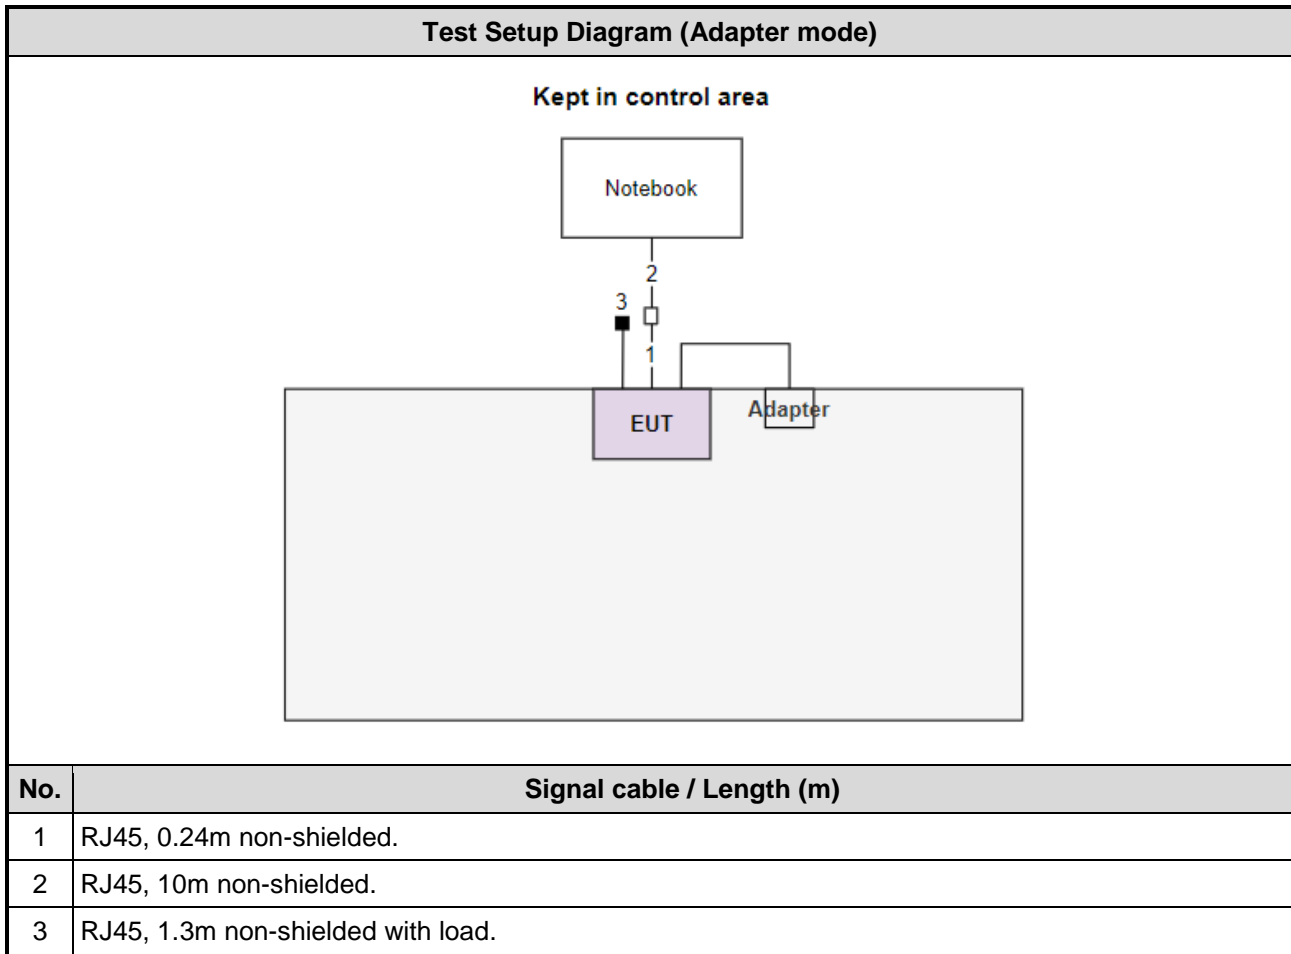 Test Setup Diagram (Adapter mode)
Kept in control area
Notebook
2
3
1
EUT
Adapter
No. Signal cable / Length (m)
1 RJ45, 0.24m non-shielded.
2 RJ45, 10m non-shielded.
3 RJ45, 1.3m non-shielded with load.